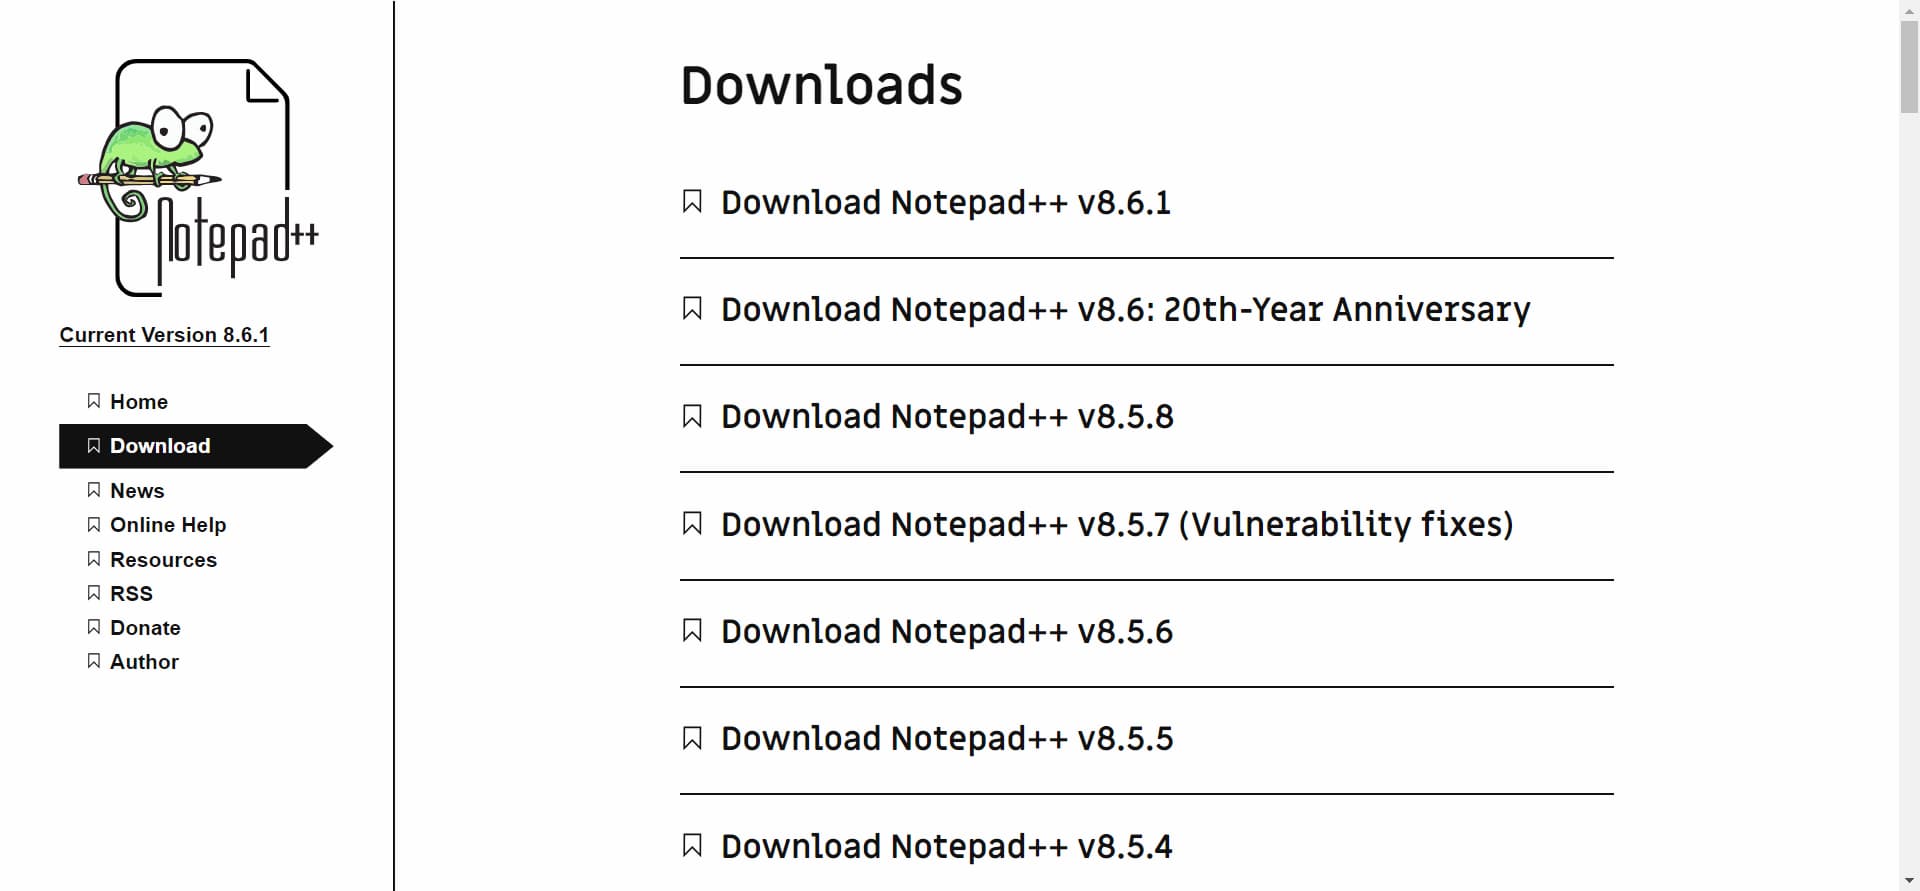 Notepad++
Current Version 8.6.1
Home
Download
News
Online Help
Resources
RSS
Donate
Author
Downloads
Download Notepad++ v8.6.1
Download Notepad++ v8.6: 20th-Year Anniversary
Download Notepad++ v8.5.8
Download Notepad++ v8.5.7 (Vulnerability fixes)
Download Notepad++ v8.5.6
Download Notepad++ v8.5.5
Download Notepad++ v8.5.4